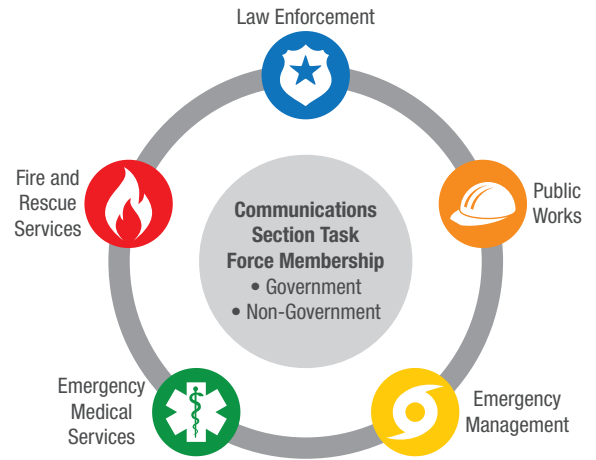 Law Enforcement
Fire and
Rescue
Services
Public
Works
Communications
Section Task
Force Membership
• Government
• Non-Government
Emergency
Medical
Services
Emergency
Management